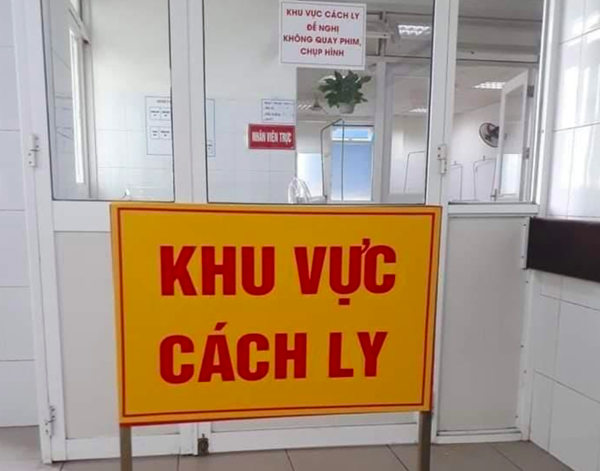 KHU VỰC CÁCH LY
ĐỀ NGHỊ
KHÔNG QUAY PHIM,
CHỤP HÌNH
NHÂN VIÊN TRỰC
KHU VỰC
CÁCH LY